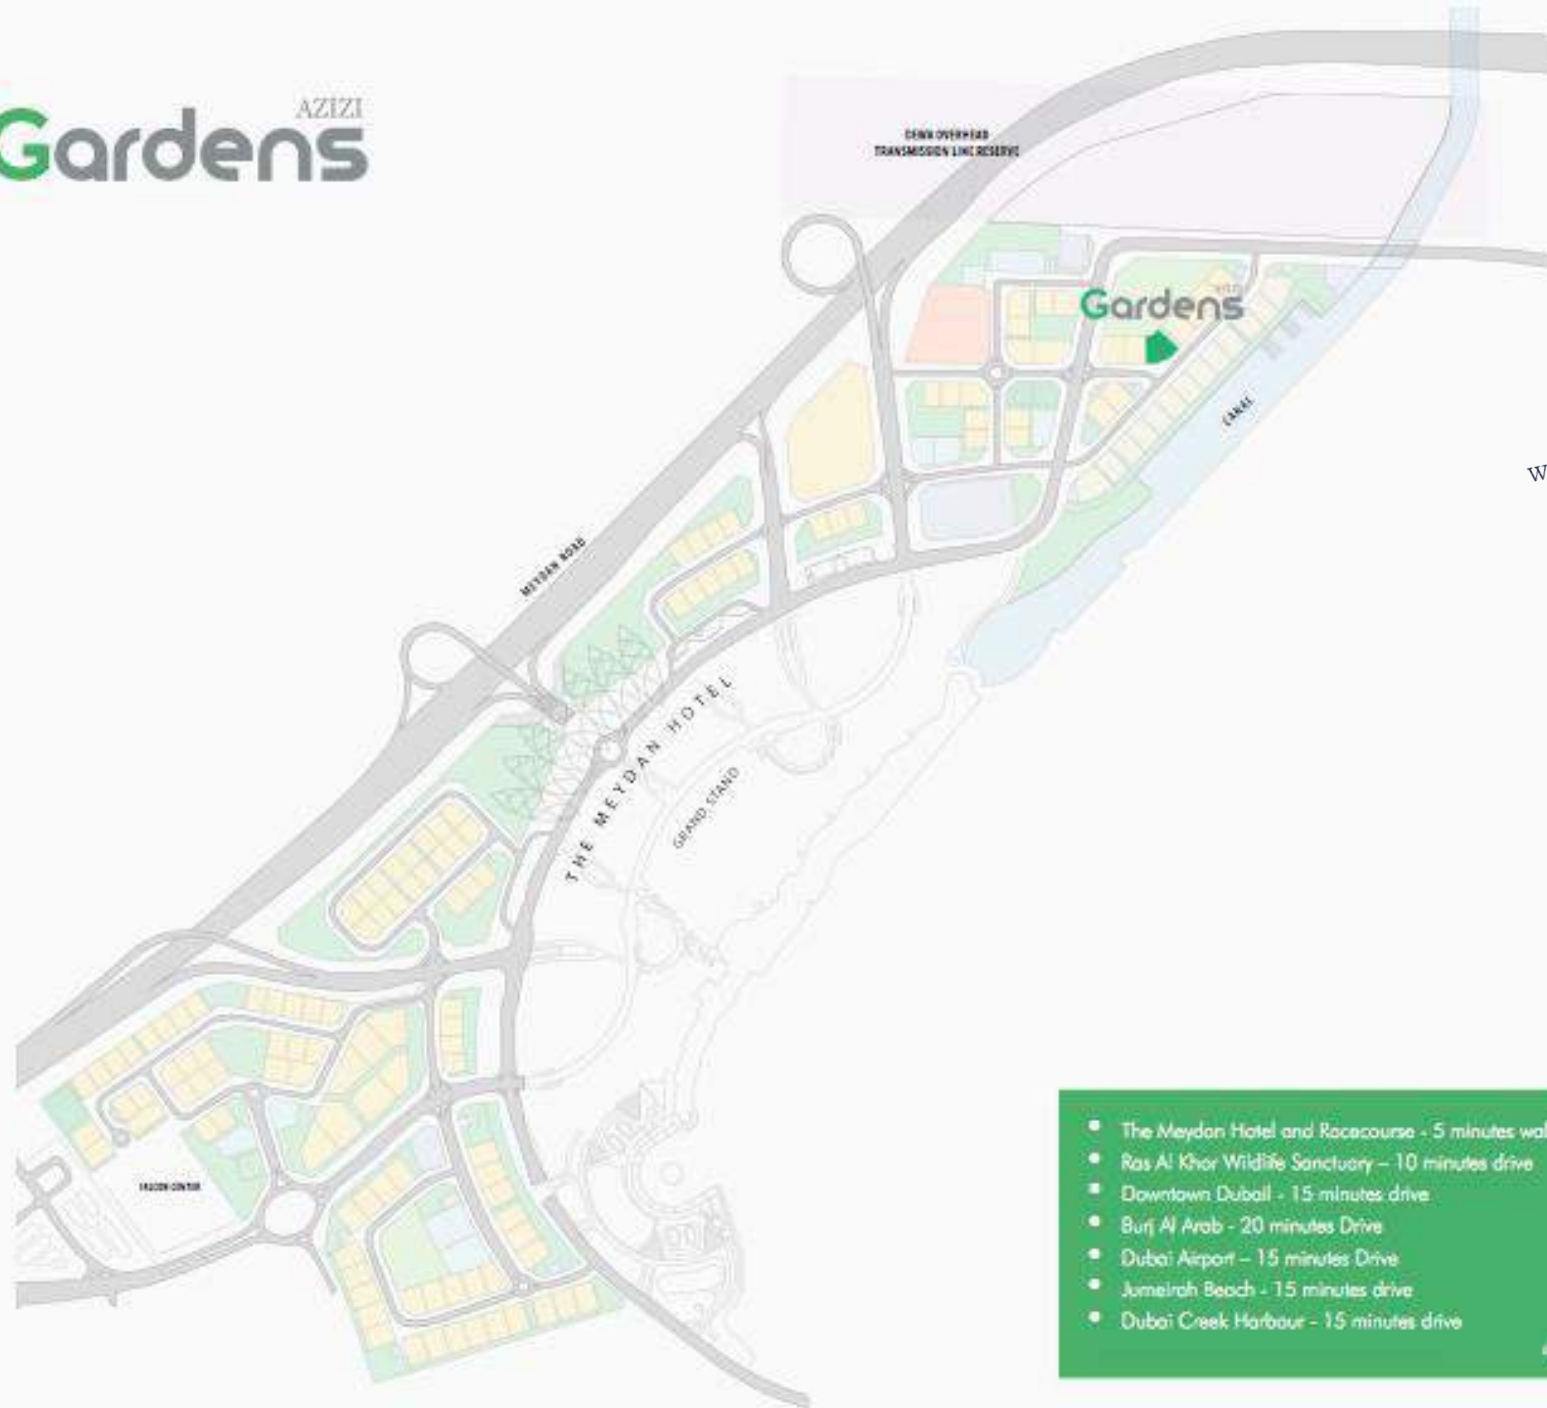 AZIZI
Gardens
DEWA OVERHEAD
TRANSMISSION LINE RESERVE
Gardens
CANAL
MEYDAN ROAD
THE MEYDAN HOTEL
GRAND STAND
FALCON CENTER
• The Meydan Hotel and Racecourse - 5 minutes wal
• Ras Al Khor Wildlife Sanctuary – 10 minutes drive
• Downtown Dubail - 15 minutes drive
• Burj Al Arab - 20 minutes Drive
• Dubai Airport – 15 minutes Drive
• Jumeirah Beach - 15 minutes drive
• Dubai Creek Harbour - 15 minutes drive